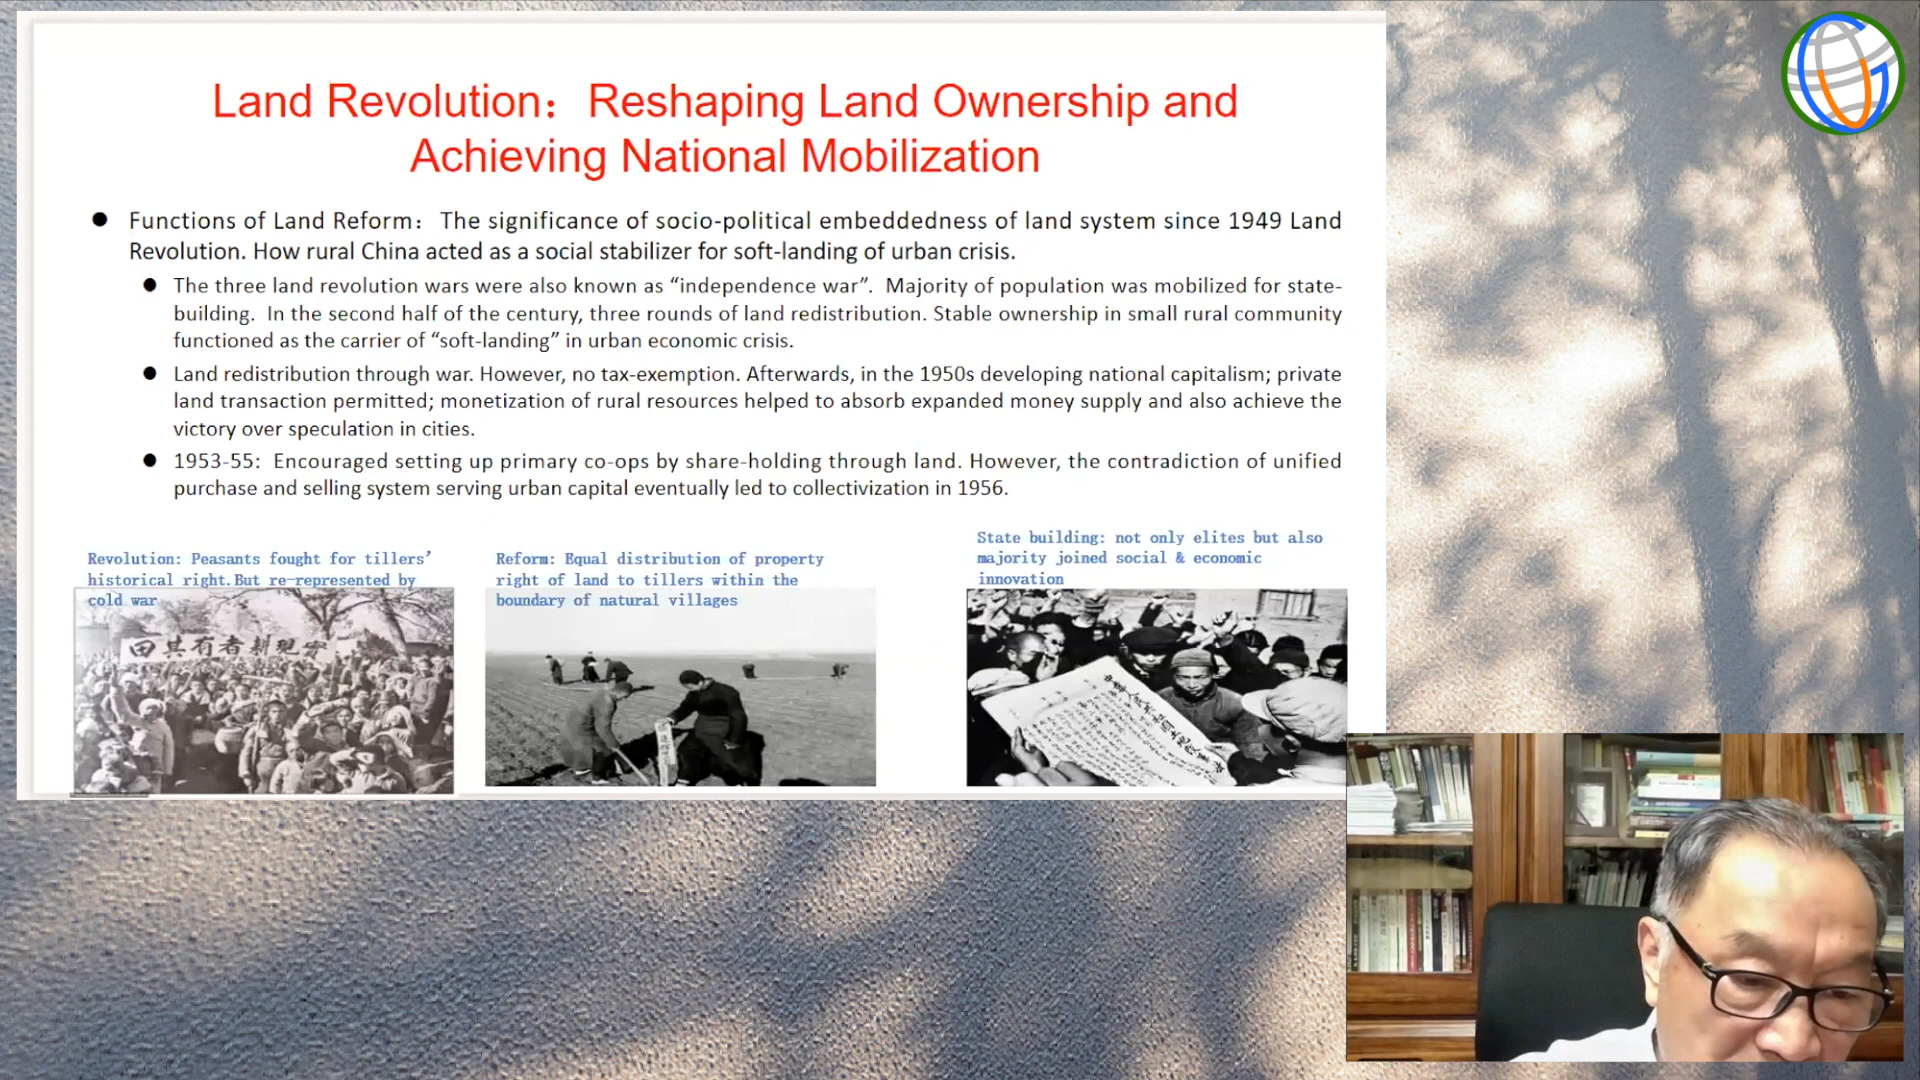 Land Revolution：Reshaping Land Ownership and
Achieving National Mobilization
Functions of Land Reform：The significance of socio-political embeddedness of land system since 1949 Land
Revolution. How rural China acted as a social stabilizer for soft-landing of urban crisis.
The three land revolution wars were also known as “independence war”. Majority of population was mobilized for state-
building. In the second half of the century, three rounds of land redistribution. Stable ownership in small rural community
functioned as the carrier of “soft-landing” in urban economic crisis.
Land redistribution through war. However, no tax-exemption. Afterwards, in the 1950s developing national capitalism; private
land transaction permitted; monetization of rural resources helped to absorb expanded money supply and also achieve the
victory over speculation in cities.
1953-55: Encouraged setting up primary co-ops by share-holding through land. However, the contradiction of unified
purchase and selling system serving urban capital eventually led to collectivization in 1956.
Revolution: Peasants fought for tillers’
historical right.But re-represented by
cold war
田其有者耕現實
Reform: Equal distribution of property
right of land to tillers within the
boundary of natural villages
State building: not only elites but also
majority joined social & economic
innovation